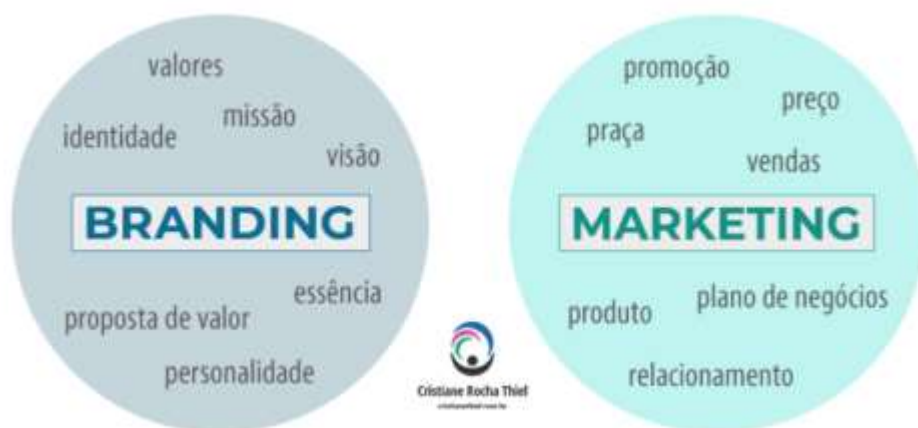 valores
missão
identidade
visão
BRANDING
essência
proposta de valor
personalidade
promoção
preço
praça
vendas
MARKETING
plano de negócios
produto
relacionamento
Cristiane Rocha Thiel